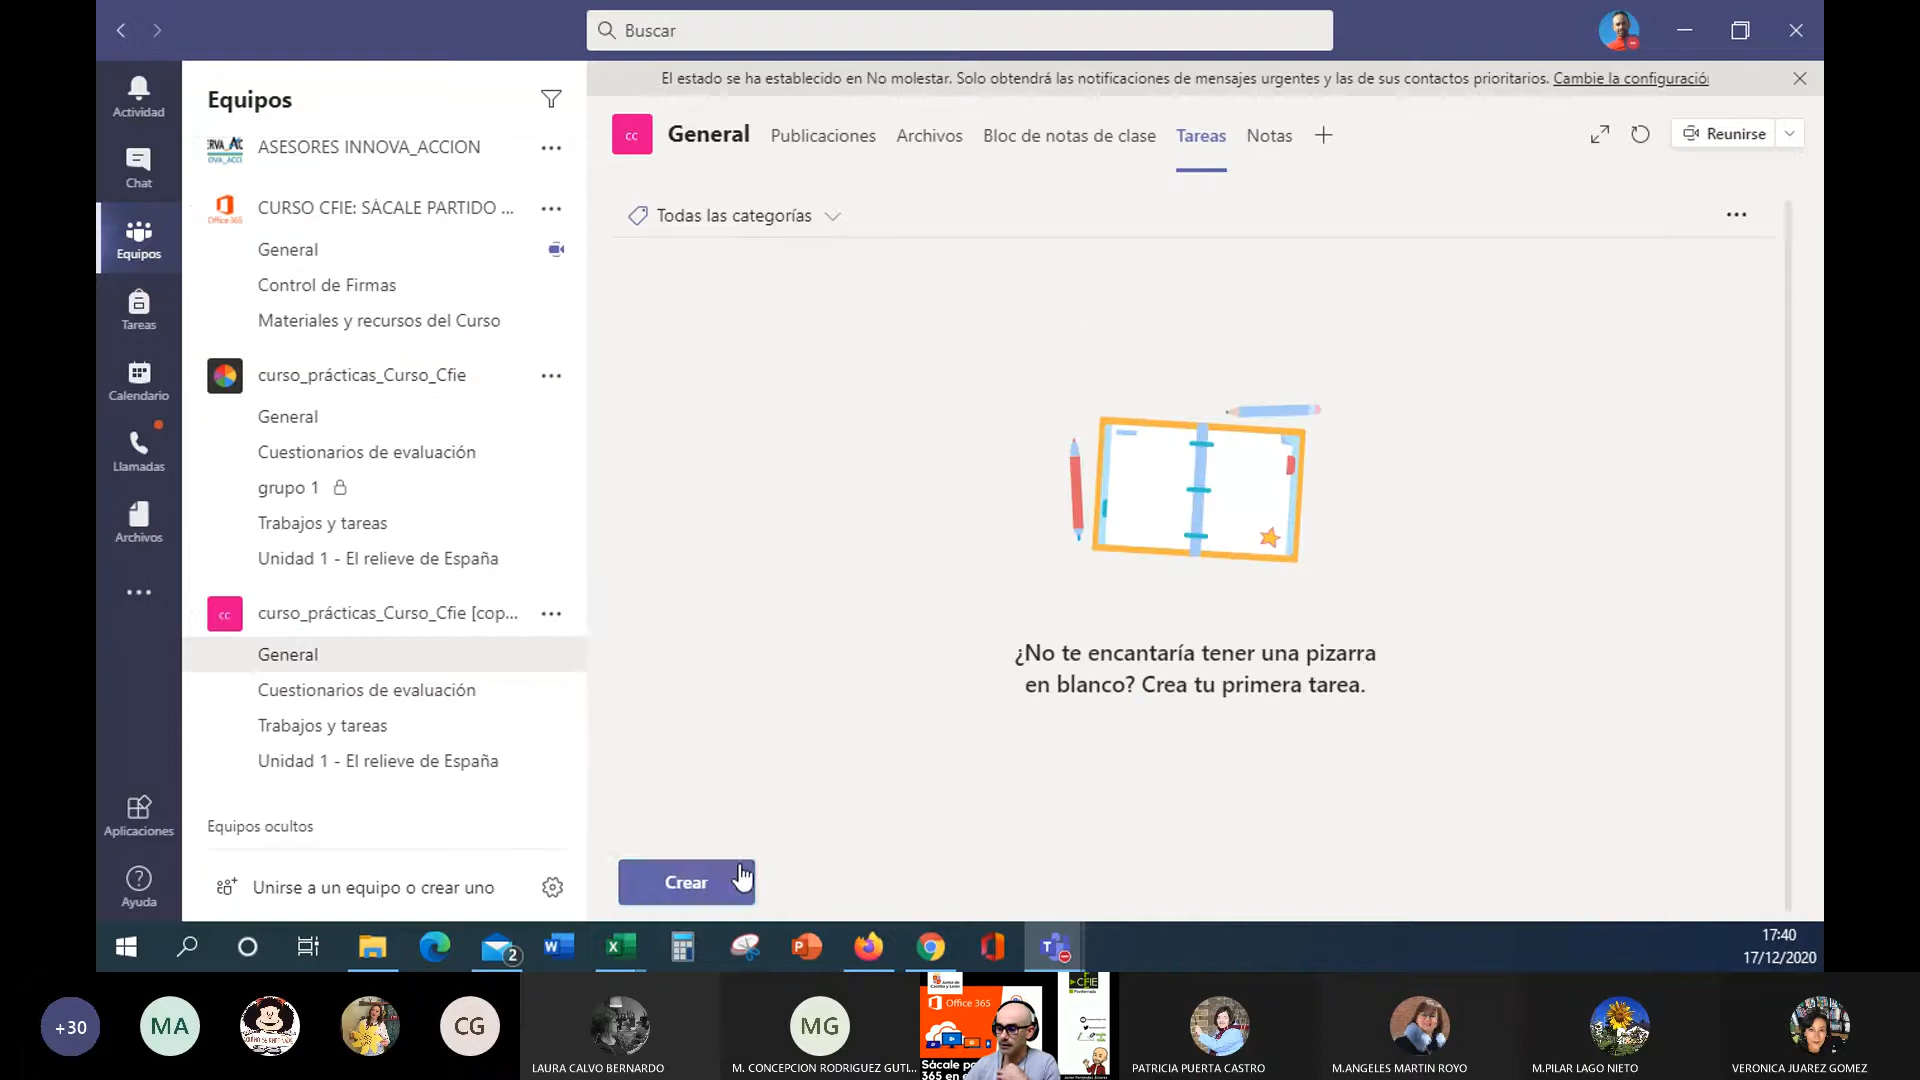 Buscar
El estado se ha establecido en No molestar. Solo obtendrá las notificaciones de mensajes urgentes y las de sus contactos prioritarios. Cambie la configuració
Actividad
Chat
Equipos
Tareas
Calendario
Llamadas
Archivos
Aplicaciones
Ayuda
Equipos
ASESORES INNOVA_ACCION
CURSO CFIE: SÁCALE PARTIDO ...
General
Control de Firmas
Materiales y recursos del Curso
curso_prácticas_Curso_Cfie
General
Cuestionarios de evaluación
grupo 1
Trabajos y tareas
Unidad 1 - El relieve de España
cc
curso_prácticas_Curso_Cfie [cop...
General
Cuestionarios de evaluación
Trabajos y tareas
Unidad 1 - El relieve de España
Equipos ocultos
Unirse a un equipo o crear uno
cc
General
Publicaciones
Archivos
Bloc de notas de clase
Tareas
Notas
Reunirse
Todas las categorías
¿No te encantaría tener una pizarra
en blanco? Crea tu primera tarea.
Crear
2
17:40
17/12/2020
+30
MA
CG
LAURA CALVO BERNARDO
MG
M. CONCEPCION RODRIGUEZ GUTI...
Office 365
CFIE
PATRICIA PUERTA CASTRO
M.ANGELES MARTIN ROYO
M.PILAR LAGO NIETO
VERONICA JUAREZ GOMEZ